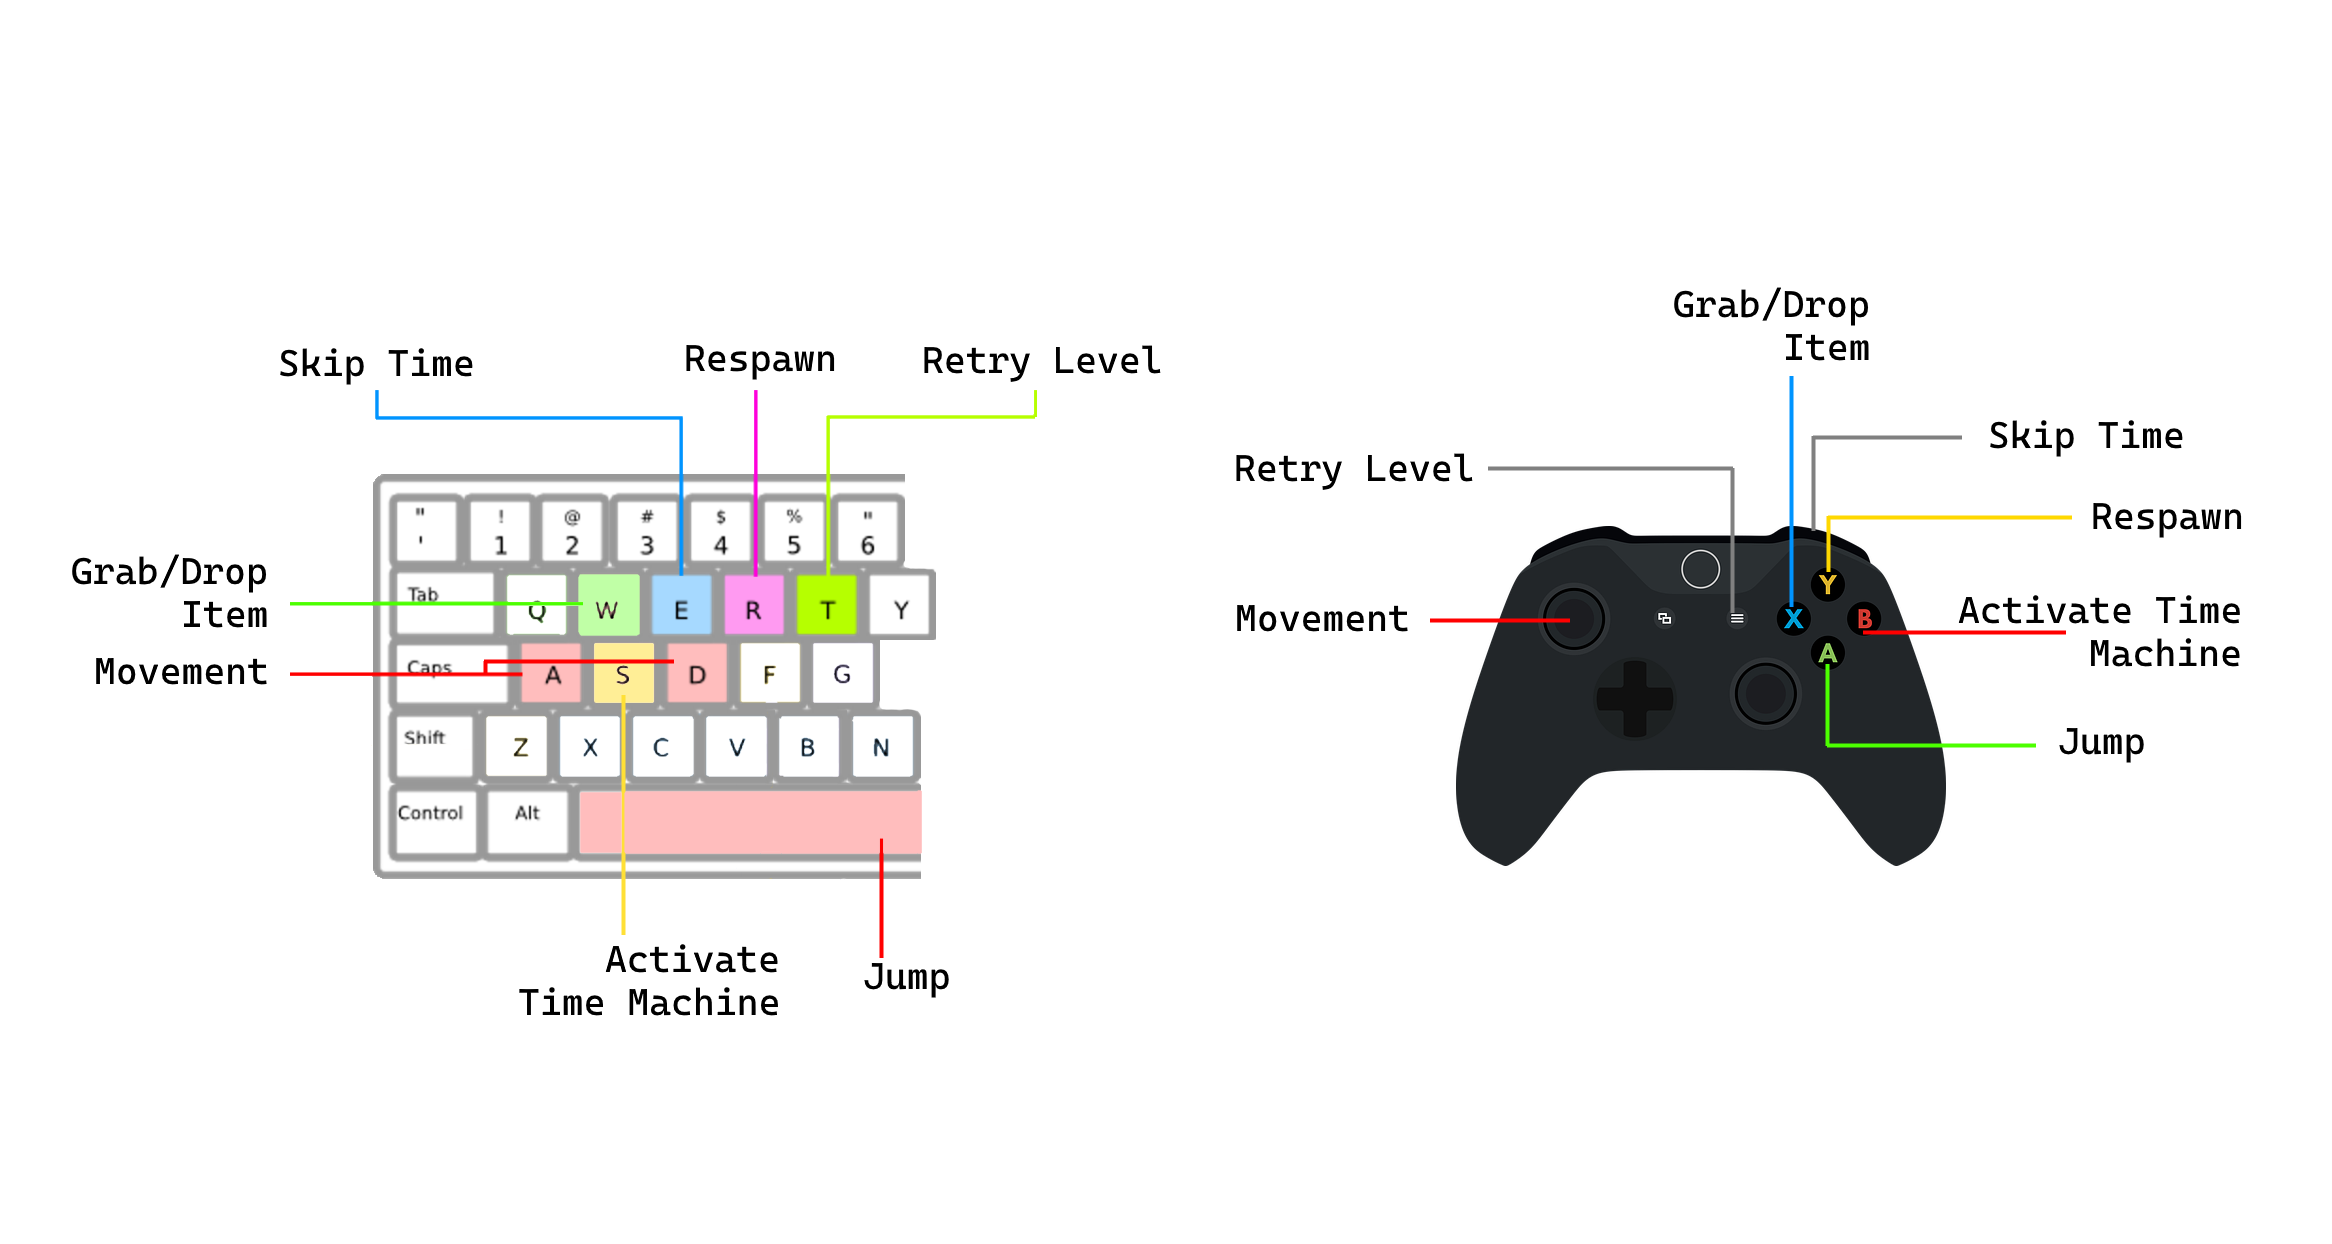 Skip Time
Respawn
Retry Level
" ! @ # $ % "
' 1 2 3 4 5 6
Grab/Drop
Item
Tab Q W E R T Y
Movement
Caps A S D F G
Shift Z X C V B N
Control Alt
Activate
Time Machine
Jump
Grab/Drop
Item
Skip Time
Retry Level
Respawn
Y
Movement
X B
Activate Time
Machine
A
Jump